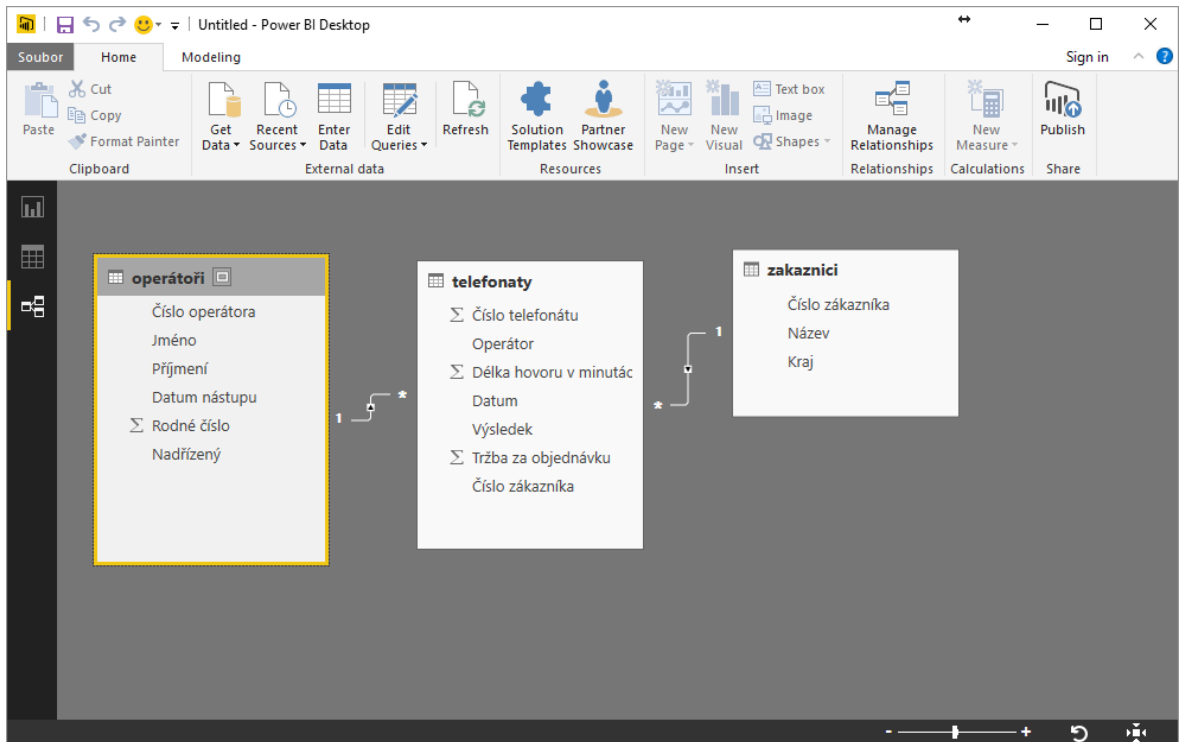 Untitled - Power BI Desktop
Soubor Home Modeling Sign in
Paste
Cut
Copy
Format Painter
Clipboard
Get Data
Recent Sources
Enter Data
Edit Queries
Refresh
External data
Solution Templates
Partner Showcase
Resources
New Page
New Visual
Text box
Image
Shapes
Insert
Manage Relationships
Relationships
New Measure
Calculations
Publish
Share
operátoři
Číslo operátora
Jméno
Příjmení
Datum nástupu
Σ Rodné číslo
Nadřízený
1
*
telefonaty
Σ Číslo telefonátu
Operátor
Σ Délka hovoru v minutác
Datum
Výsledek
Σ Tržba za objednávku
Číslo zákazníka
*
1
zakaznici
Číslo zákazníka
Název
Kraj
- +